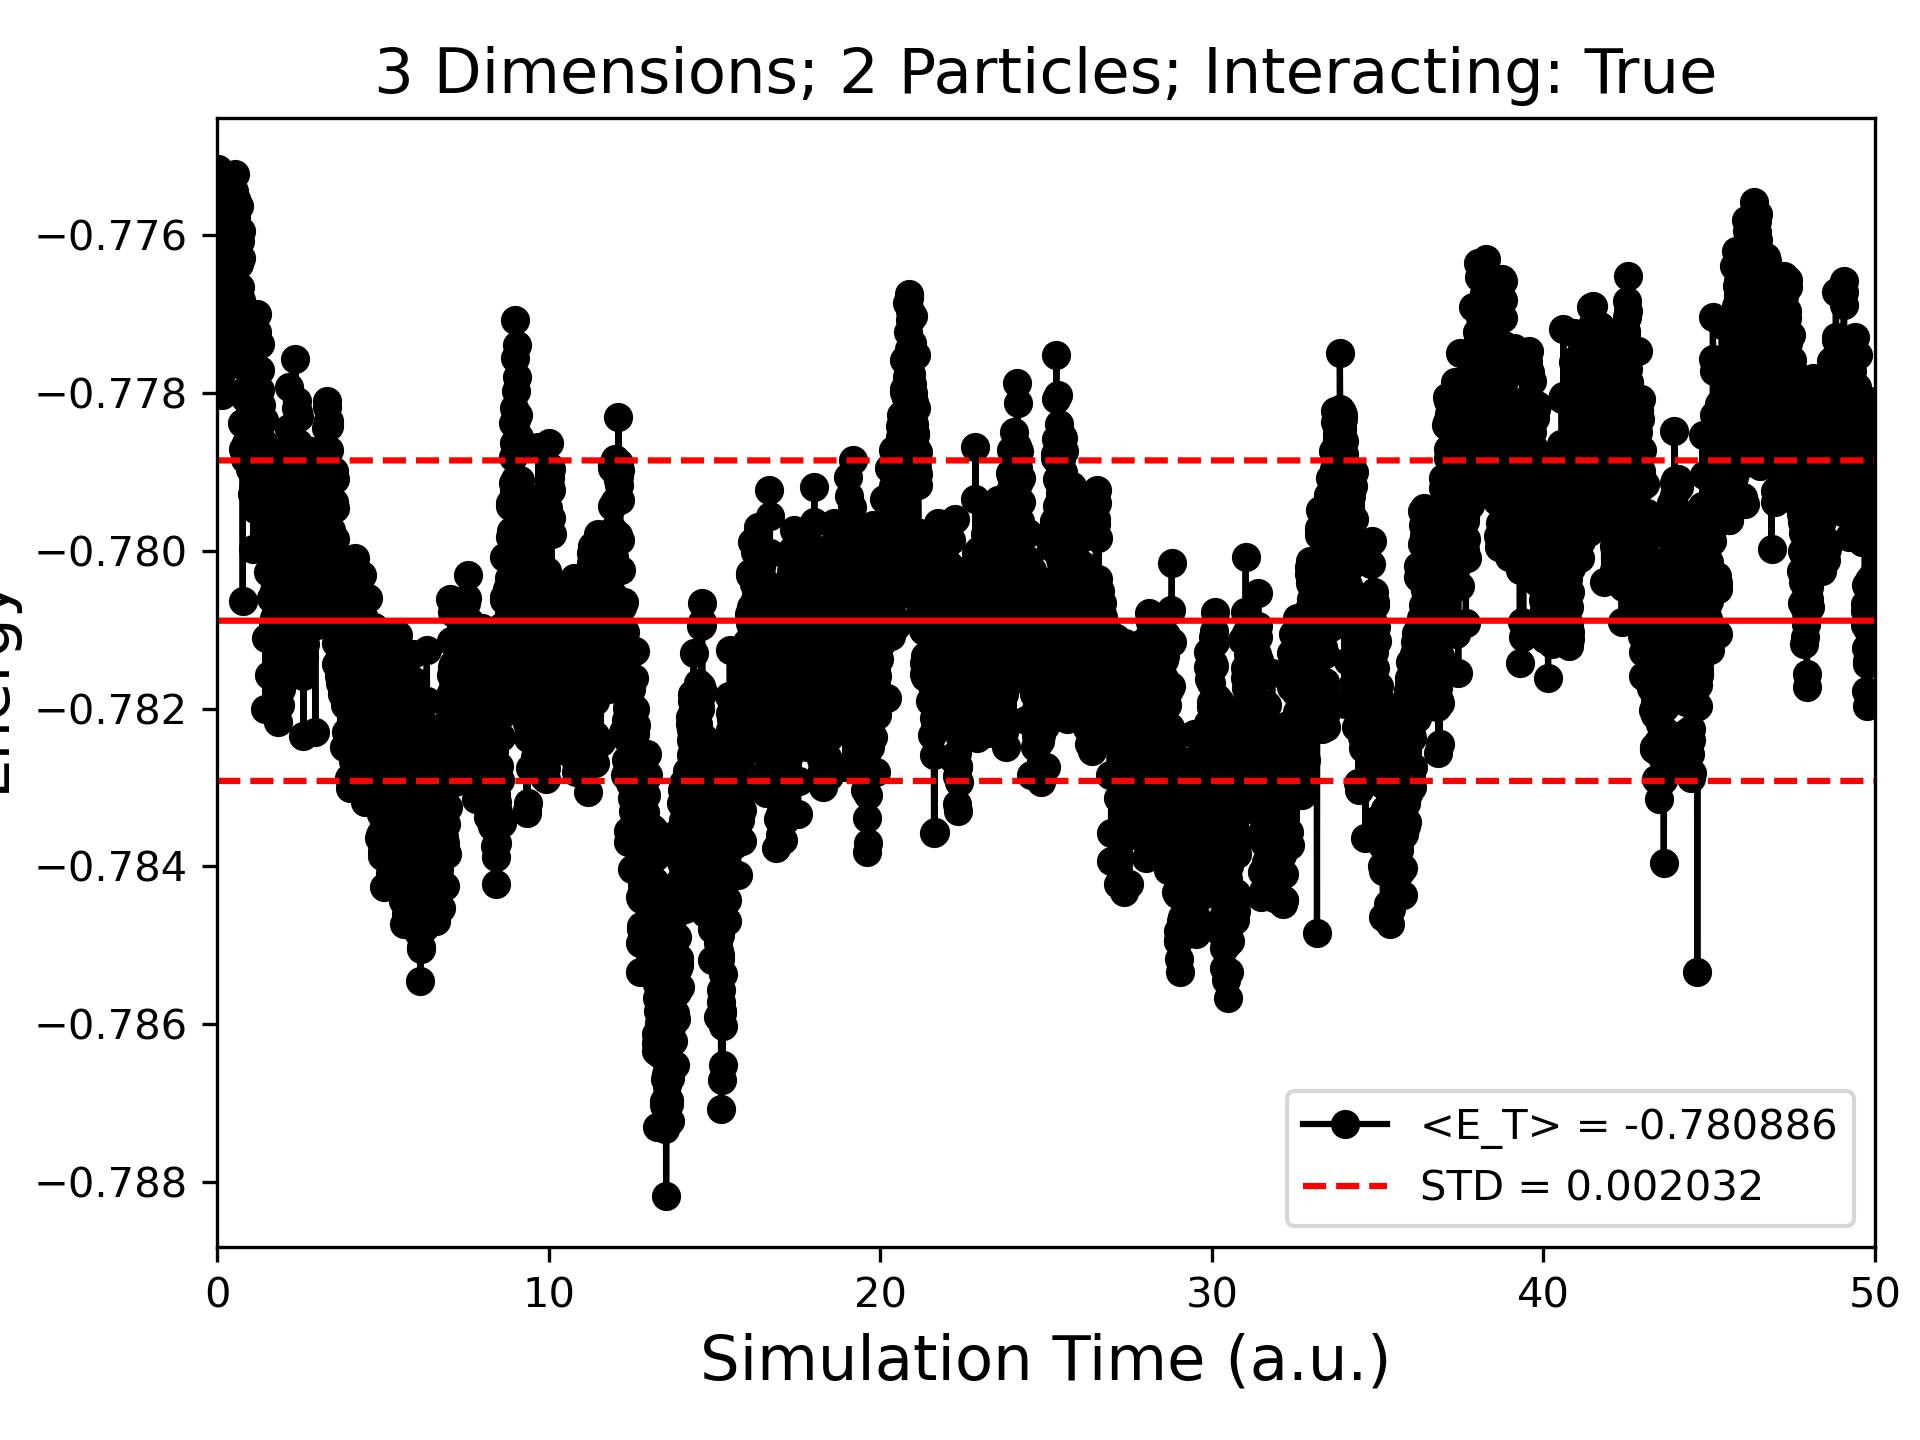 3 Dimensions; 2 Particles; Interacting: True
Energy
−0.776
−0.778
−0.780
−0.782
−0.784
−0.786
−0.788
0 10 20 30 40 50
Simulation Time (a.u.)
<E_T> = -0.780886
STD = 0.002032